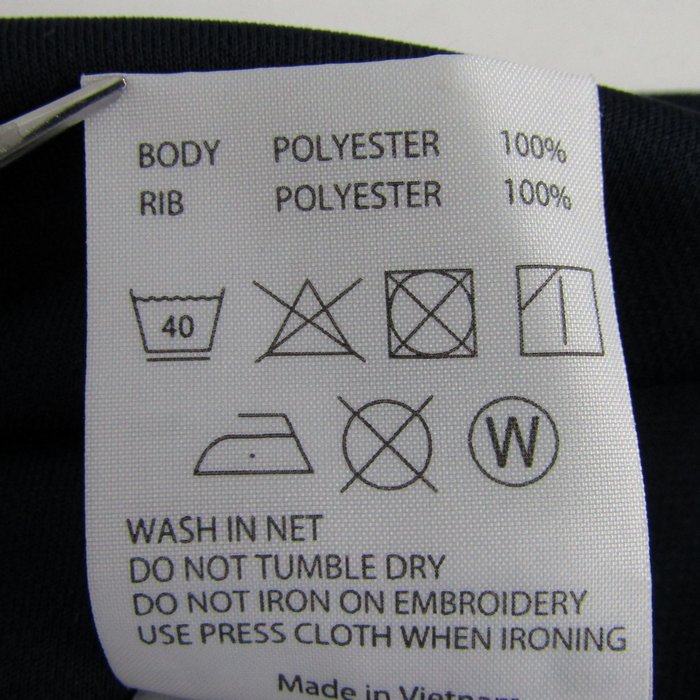 BODY POLYESTER 100%
RIB POLYESTER 100%
40
W
WASH IN NET
DO NOT TUMBLE DRY
DO NOT IRON ON EMBROIDERY
USE PRESS CLOTH WHEN IRONING
Made in Vietnam